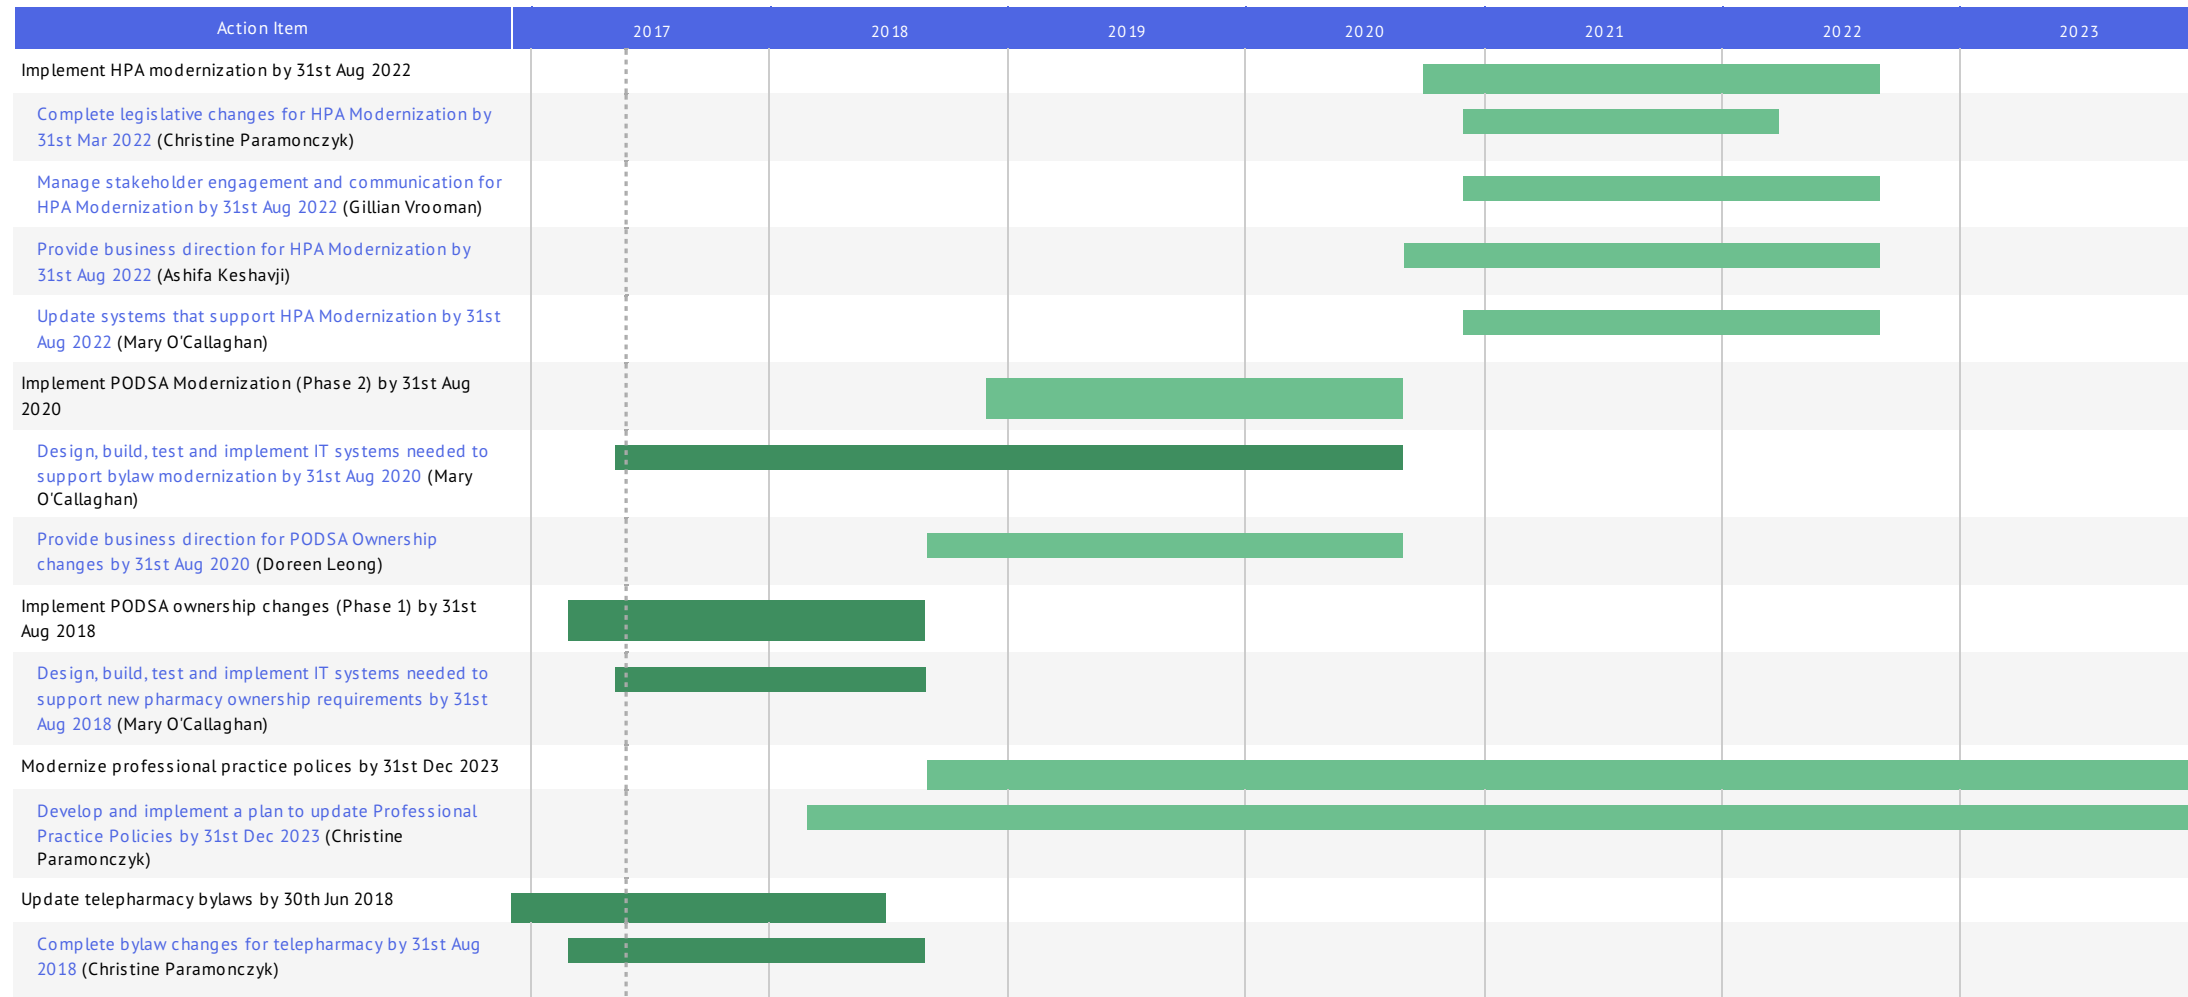 Action Item
2017
2018
2019
2020
2021
2022
2023
Implement HPA modernization by 31st Aug 2022
Complete legislative changes for HPA Modernization by
31st Mar 2022 (Christine Paramonczyk)
Manage stakeholder engagement and communication for
HPA Modernization by 31st Aug 2022 (Gillian Vrooman)
Provide business direction for HPA Modernization by
31st Aug 2022 (Ashifa Keshavji)
Update systems that support HPA Modernization by 31st
Aug 2022 (Mary O'Callaghan)
Implement PODSA Modernization (Phase 2) by 31st Aug
2020
Design, build, test and implement IT systems needed to
support bylaw modernization by 31st Aug 2020 (Mary
O'Callaghan)
Provide business direction for PODSA Ownership
changes by 31st Aug 2020 (Doreen Leong)
Implement PODSA ownership changes (Phase 1) by 31st
Aug 2018
Design, build, test and implement IT systems needed to
support new pharmacy ownership requirements by 31st
Aug 2018 (Mary O'Callaghan)
Modernize professional practice polices by 31st Dec 2023
Develop and implement a plan to update Professional
Practice Policies by 31st Dec 2023 (Christine
Paramonczyk)
Update telepharmacy bylaws by 30th Jun 2018
Complete bylaw changes for telepharmacy by 31st Aug
2018 (Christine Paramonczyk)